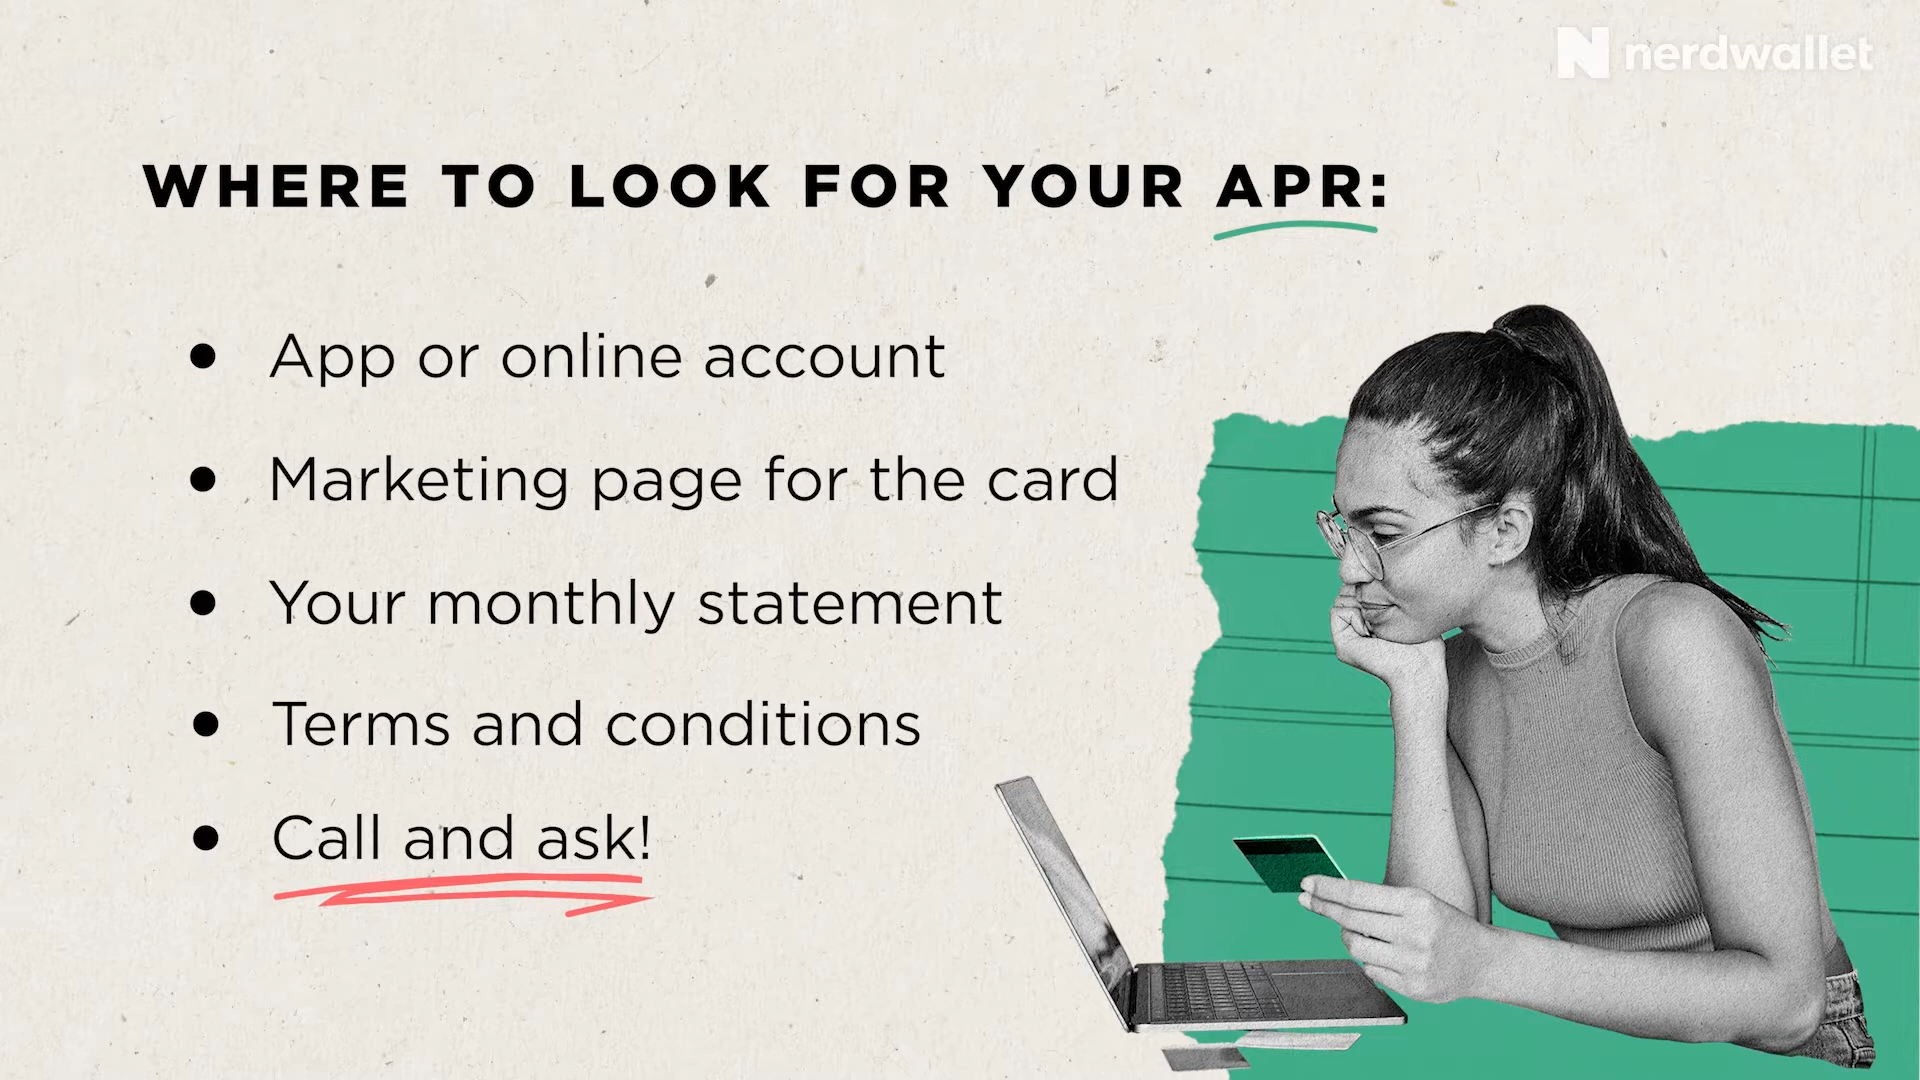 nerdwallet
WHERE TO LOOK FOR YOUR APR:
• App or online account
• Marketing page for the card
• Your monthly statement
• Terms and conditions
• Call and ask!